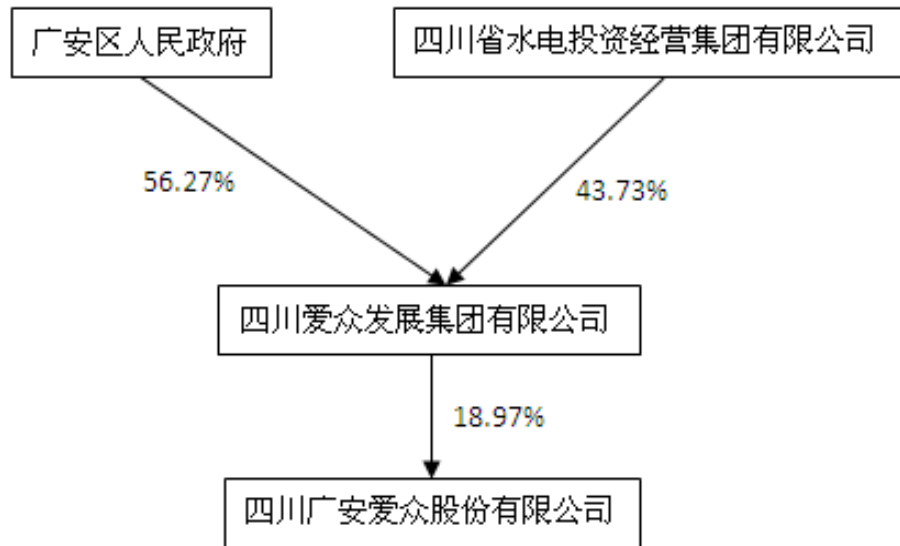 广安区人民政府
四川省水电投资经营集团有限公司
56.27%
43.73%
四川爱众发展集团有限公司
18.97%
四川广安爱众股份有限公司